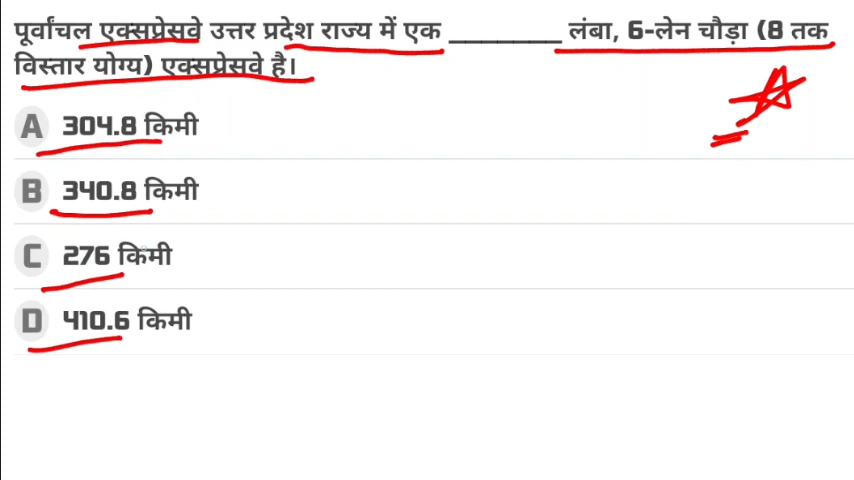 पूर्वांचल एक्सप्रेसवे उत्तर प्रदेश राज्य में एक ________ लंबा, 6-लेन चौड़ा (8 तक
विस्तार योग्य) एक्सप्रेसवे है।
A 304.8 किमी
B 340.8 किमी
C 276 किमी
D 410.6 किमी